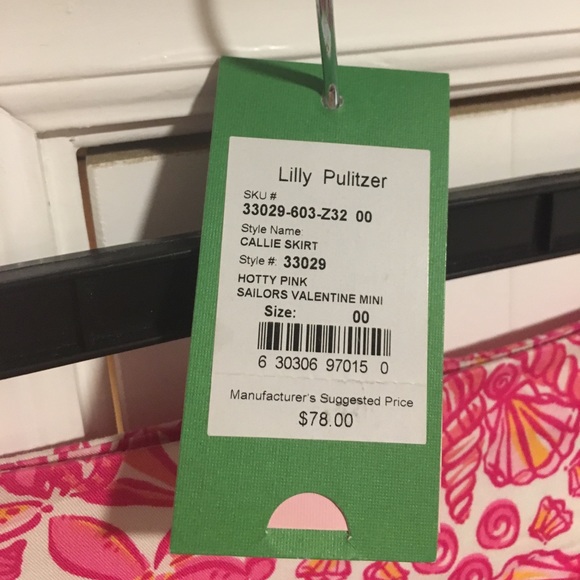 Lilly Pulitzer
SKU #
33029-603-Z32 00
Style Name:
CALLIE SKIRT
Style #: 33029
HOTTY PINK
SAILORS VALENTINE MINI
Size: 00
6 30306 97015 0
Manufacturer's Suggested Price
$78.00